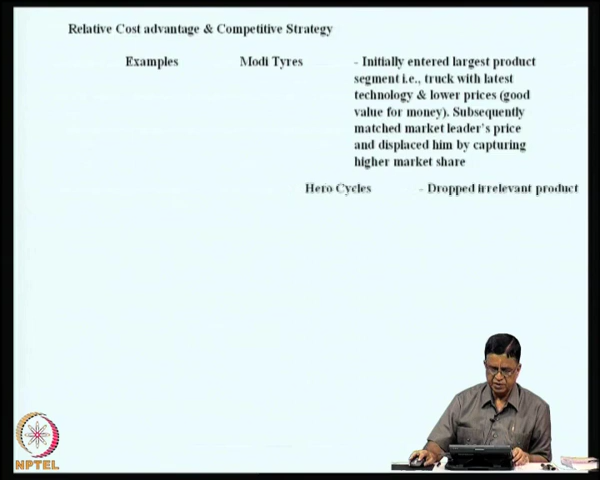 Relative Cost advantage & Competitive Strategy
Examples Modi Tyres - Initially entered largest product
segment i.e., truck with latest
technology & lower prices (good
value for money). Subsequently
matched market leader's price
and displaced him by capturing
higher market share
Hero Cycles - Dropped irrelevant product
NPTEL